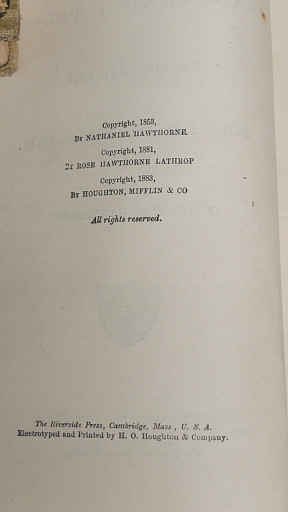 Copyright, 1853,
BY NATHANIEL HAWTHORNE.
Copyright, 1881,
BY ROSE HAWTHORNE LATHROP
Copyright, 1883,
BY HOUGHTON, MIFFLIN & CO
All rights reserved.
The Riverside Press, Cambridge, Mass , U. S. A.
Electrotyped and Printed by H. O. Houghton & Company.